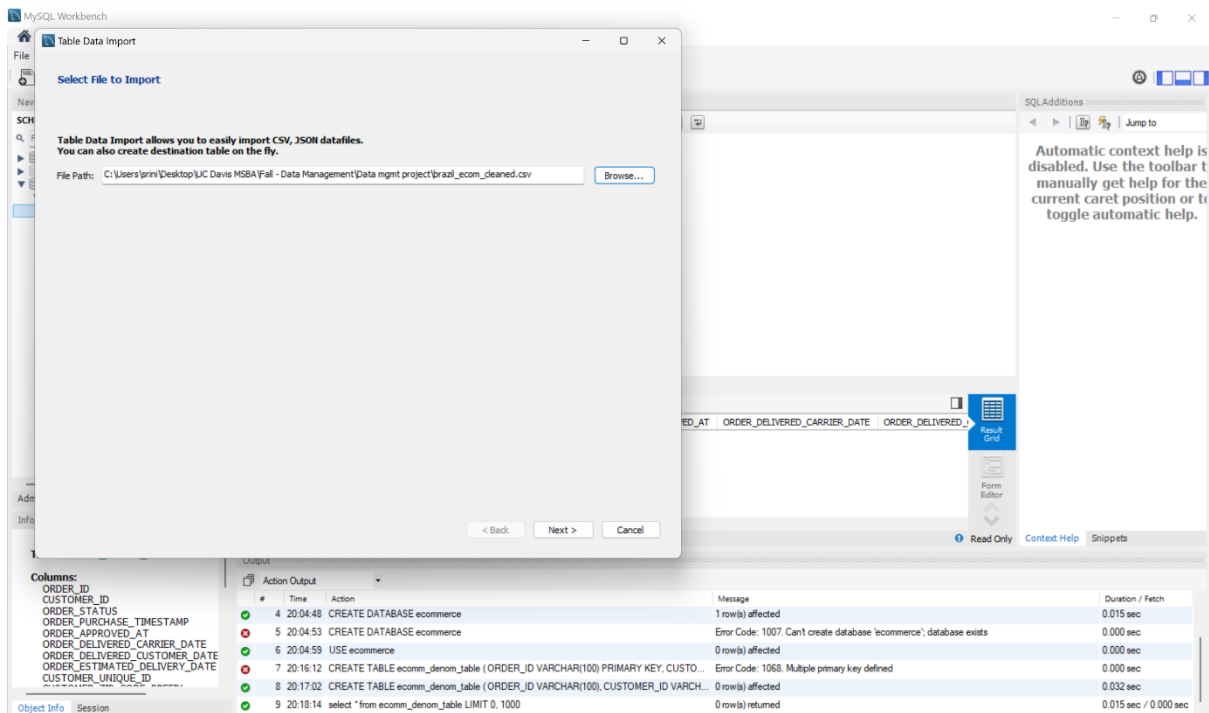 MySQL Workbench
Table Data Import
File
Select File to Import
Nav
SCH
Table Data Import allows you to easily import CSV, JSON datafiles.
You can also create destination table on the fly.
File Path: C:\Users\srini\Desktop\UC Davis MSBA\Fall - Data Management\Data mgmt project\brazil_ecom_cleaned.csv Browse...
< Back Next > Cancel
SQLAdditions
Jump to
Automatic context help is
disabled. Use the toolbar t
manually get help for the
current caret position or to
toggle automatic help.
ED_AT ORDER_DELIVERED_CARRIER_DATE ORDER_DELIVERED_
Result
Grid
Form
Editor
Read Only Context Help Snippets
Adm
Info
Columns:
ORDER_ID
CUSTOMER_ID
ORDER_STATUS
ORDER_PURCHASE_TIMESTAMP
ORDER_APPROVED_AT
ORDER_DELIVERED_CARRIER_DATE
ORDER_DELIVERED_CUSTOMER_DATE
ORDER_ESTIMATED_DELIVERY_DATE
CUSTOMER_UNIQUE_ID
Object Info Session
Output
Action Output
# Time Action Message Duration / Fetch
4 20:04:48 CREATE DATABASE ecommerce 1 row(s) affected 0.015 sec
5 20:04:53 CREATE DATABASE ecommerce Error Code: 1007. Can't create database 'ecommerce'; database exists 0.000 sec
6 20:04:59 USE ecommerce 0 row(s) affected 0.000 sec
7 20:16:12 CREATE TABLE ecomm_denom_table ( ORDER_ID VARCHAR(100) PRIMARY KEY, CUSTO... Error Code: 1068. Multiple primary key defined 0.000 sec
8 20:17:02 CREATE TABLE ecomm_denom_table ( ORDER_ID VARCHAR(100), CUSTOMER_ID VARCH... 0 row(s) affected 0.032 sec
9 20:18:14 select * from ecomm_denom_table LIMIT 0, 1000 0 row(s) returned 0.015 sec / 0.000 sec